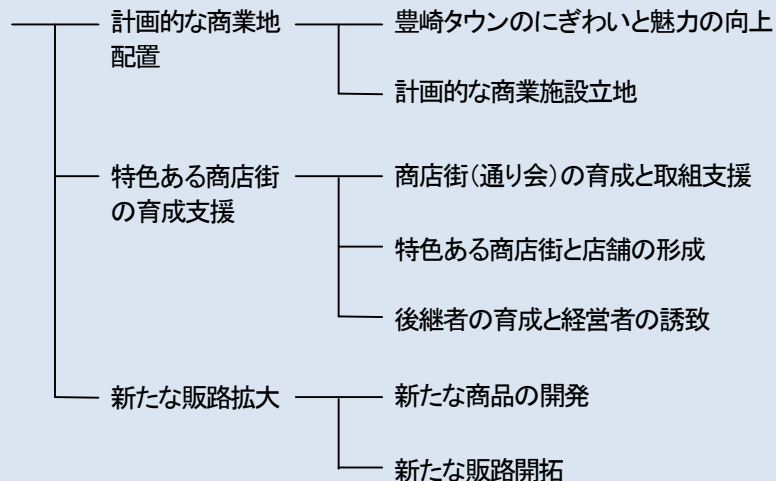 計画的な商業地
配置
豊崎タウンのにぎわいと魅力の向上
計画的な商業施設立地
特色ある商店街
の育成支援
商店街（通り会）の育成と取組支援
特色ある商店街と店舗の形成
後継者の育成と経営者の誘致
新たな販路拡大
新たな商品の開発
新たな販路開拓